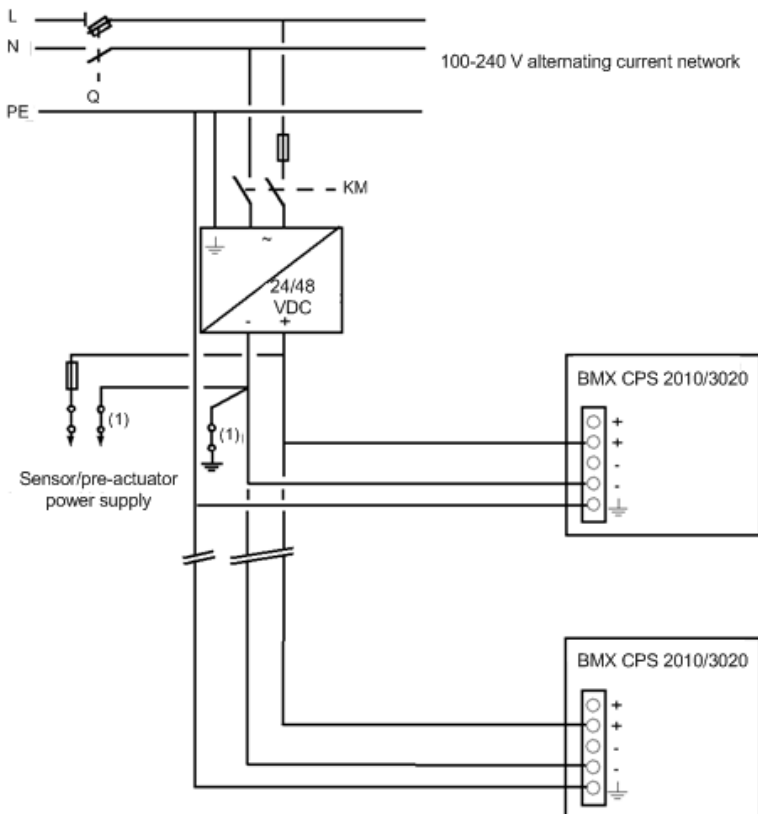 L
N
100-240 V alternating current network
Q
PE
KM
~
24/48
VDC
- +
BMX CPS 2010/3020
+
+
-
-
(1)
(1)
Sensor/pre-actuator
power supply
BMX CPS 2010/3020
+
+
-
-